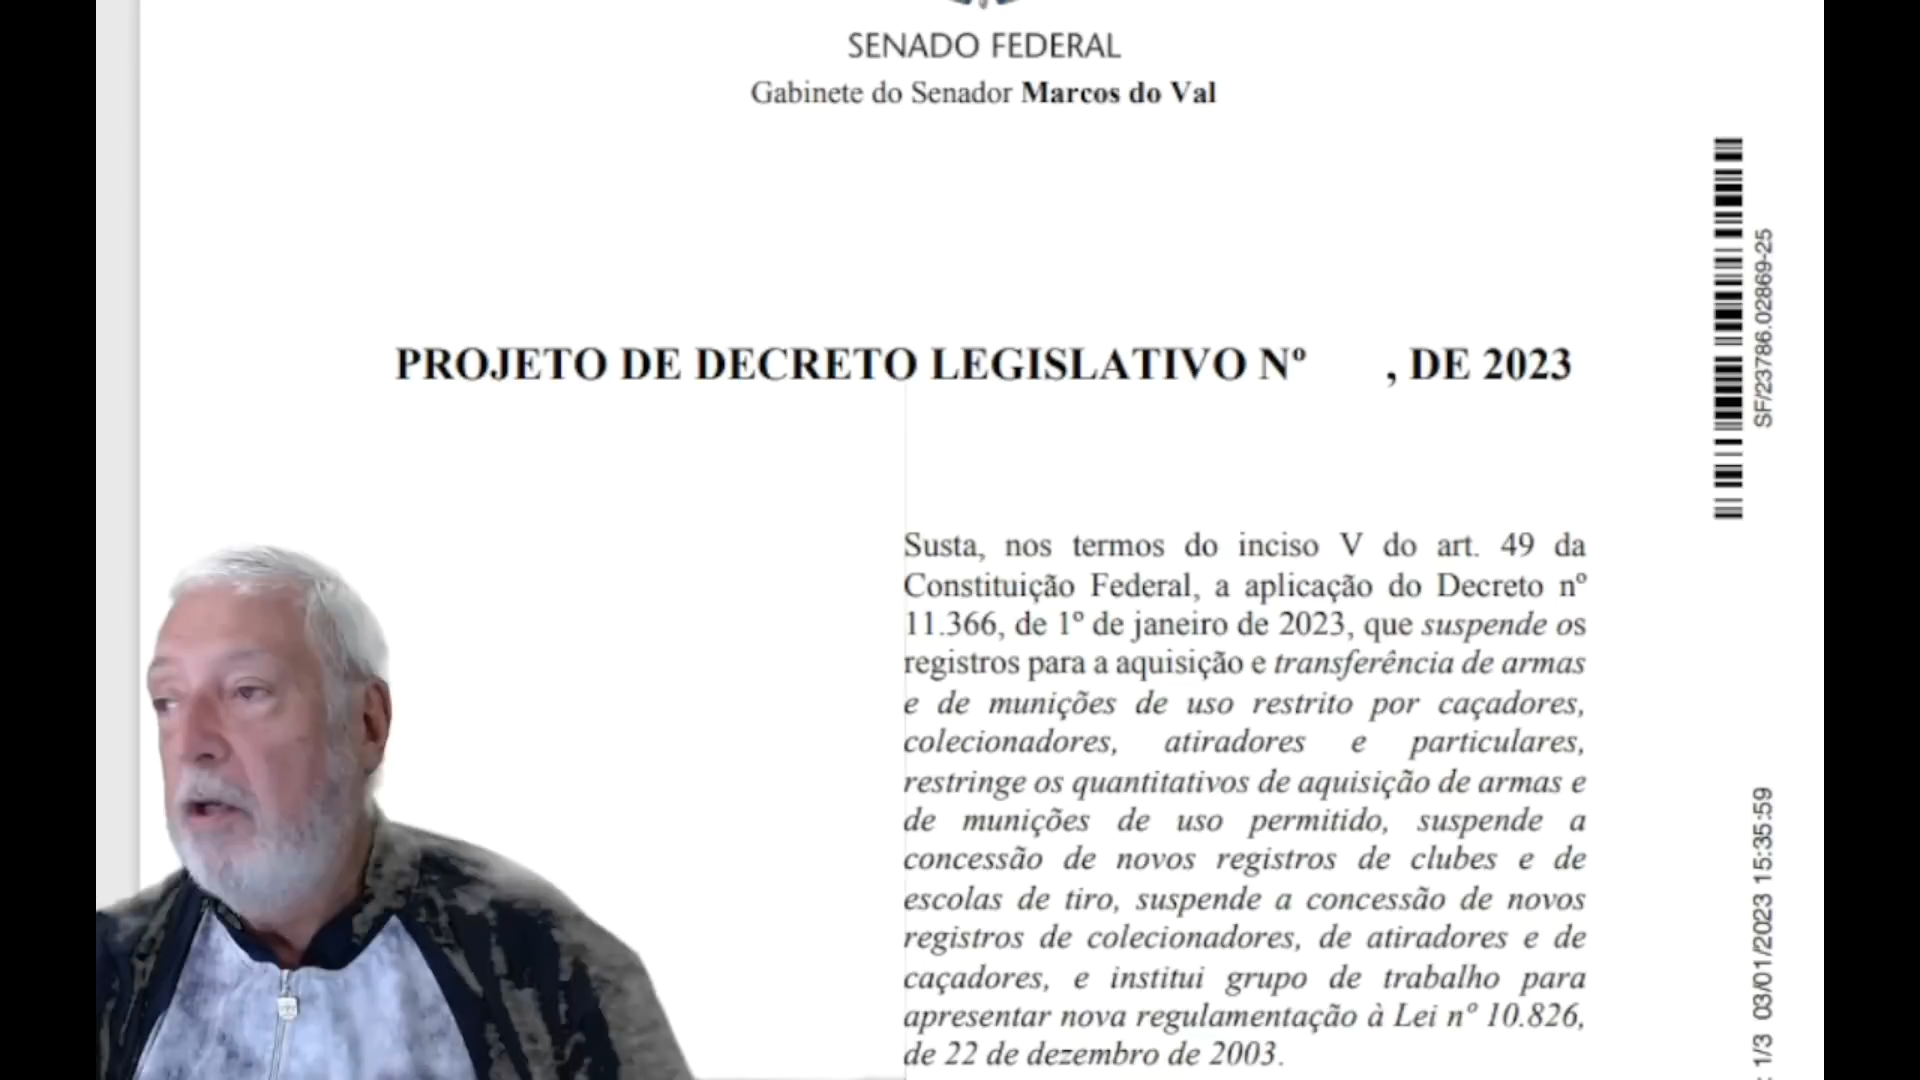 SENADO FEDERAL
Gabinete do Senador Marcos do Val
PROJETO DE DECRETO LEGISLATIVO Nº , DE 2023
Susta, nos termos do inciso V do art. 49 da
Constituição Federal, a aplicação do Decreto nº
11.366, de 1º de janeiro de 2023, que suspende os
registros para a aquisição e transferência de armas
e de munições de uso restrito por caçadores,
colecionadores, atiradores e particulares,
restringe os quantitativos de aquisição de armas e
de munições de uso permitido, suspende a
concessão de novos registros de clubes e de
escolas de tiro, suspende a concessão de novos
registros de colecionadores, de atiradores e de
caçadores, e institui grupo de trabalho para
apresentar nova regulamentação à Lei nº 10.826,
de 22 de dezembro de 2003.
SF/23786.02869-25
: 1/3 03/01/2023 15:35:59